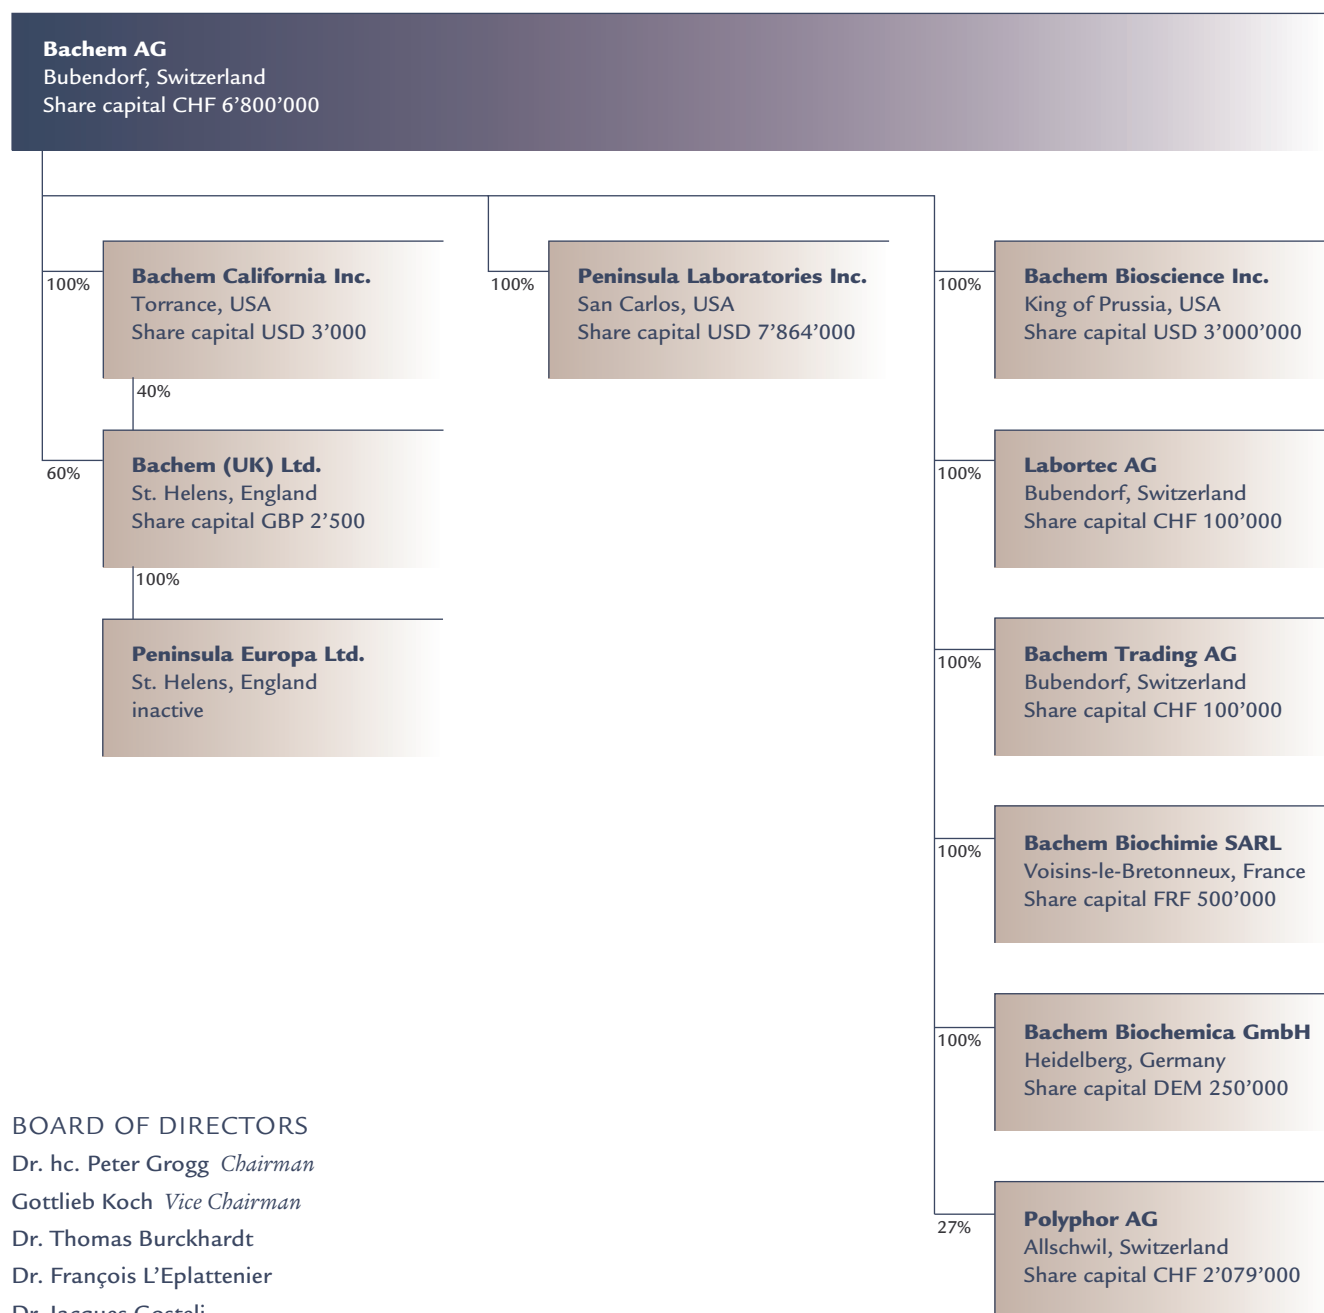 Bachem AG
Bubendorf, Switzerland
Share capital CHF 6’800’000
100%
Bachem California Inc.
Torrance, USA
Share capital USD 3’000
40%
60%
Bachem (UK) Ltd.
St. Helens, England
Share capital GBP 2’500
100%
Peninsula Europa Ltd.
St. Helens, England
inactive
100%
Peninsula Laboratories Inc.
San Carlos, USA
Share capital USD 7’864’000
100%
Bachem Bioscience Inc.
King of Prussia, USA
Share capital USD 3’000’000
100%
Labortec AG
Bubendorf, Switzerland
Share capital CHF 100’000
100%
Bachem Trading AG
Bubendorf, Switzerland
Share capital CHF 100’000
100%
Bachem Biochimie SARL
Voisins-le-Bretonneux, France
Share capital FRF 500’000
100%
Bachem Biochemica GmbH
Heidelberg, Germany
Share capital DEM 250’000
27%
Polyphor AG
Allschwil, Switzerland
Share capital CHF 2’079’000
BOARD OF DIRECTORS
Dr. hc. Peter Grogg Chairman
Gottlieb Koch Vice Chairman
Dr. Thomas Burckhardt
Dr. François L’Eplattenier
Dr. Jacques Gosteli